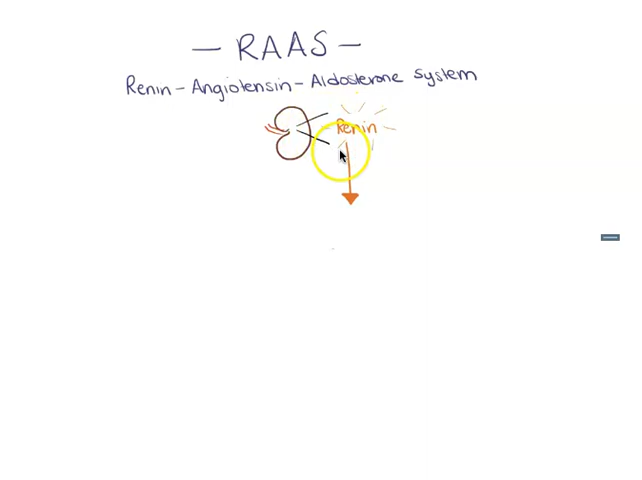 — RAAS —
Renin - Angiotensin - Aldosterone System
Renin